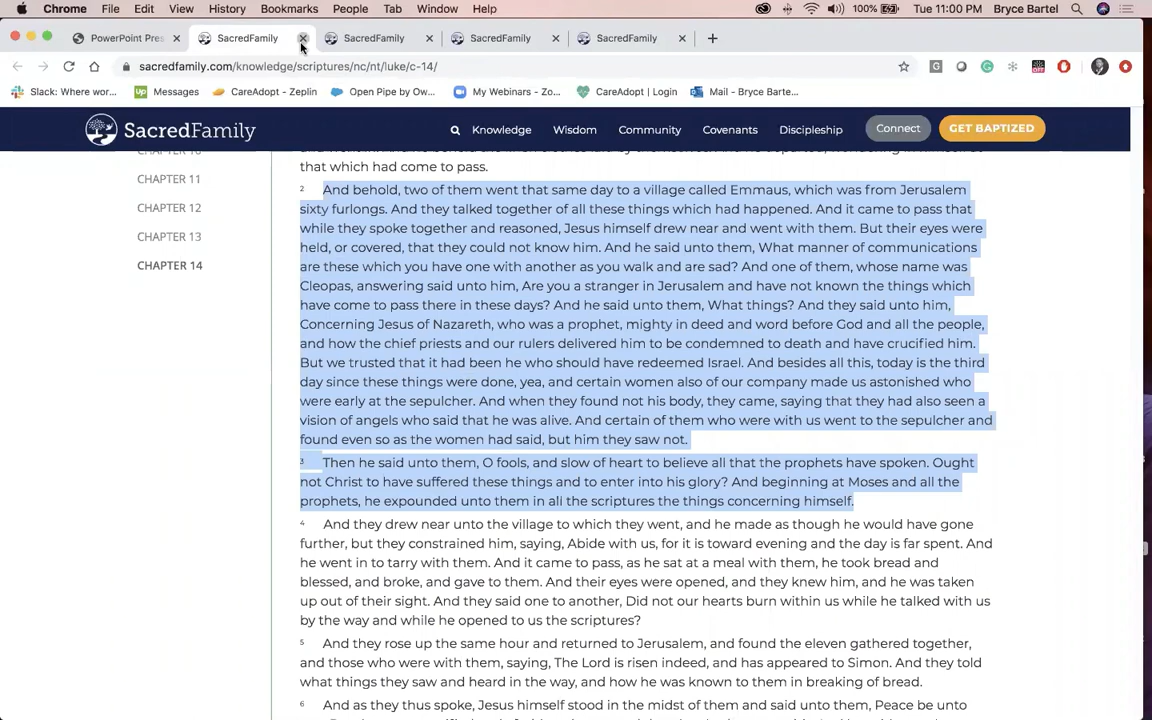 Chrome File Edit View History Bookmarks People Tab Window Help 100% Tue 11:00 PM Bryce Bartel
PowerPoint Pres SacredFamily SacredFamily SacredFamily SacredFamily
sacredfamily.com/knowledge/scriptures/nc/nt/luke/c-14/
Slack: Where wor... Up Messages CareAdopt - Zeplin Open Pipe by Ow... My Webinars - Zo... CareAdopt | Login Mail - Bryce Barte...
SacredFamily Knowledge Wisdom Community Covenants Discipleship Connect GET BAPTIZED
that which had come to pass.
CHAPTER 11
CHAPTER 12
CHAPTER 13
CHAPTER 14
2 And behold, two of them went that same day to a village called Emmaus, which was from Jerusalem
sixty furlongs. And they talked together of all these things which had happened. And it came to pass that
while they spoke together and reasoned, Jesus himself drew near and went with them. But their eyes were
held, or covered, that they could not know him. And he said unto them, What manner of communications
are these which you have one with another as you walk and are sad? And one of them, whose name was
Cleopas, answering said unto him, Are you a stranger in Jerusalem and have not known the things which
have come to pass there in these days? And he said unto them, What things? And they said unto him,
Concerning Jesus of Nazareth, who was a prophet, mighty in deed and word before God and all the people,
and how the chief priests and our rulers delivered him to be condemned to death and have crucified him.
But we trusted that it had been he who should have redeemed Israel. And besides all this, today is the third
day since these things were done, yea, and certain women also of our company made us astonished who
were early at the sepulcher. And when they found not his body, they came, saying that they had also seen a
vision of angels who said that he was alive. And certain of them who were with us went to the sepulcher and
found even so as the women had said, but him they saw not.
3 Then he said unto them, O fools, and slow of heart to believe all that the prophets have spoken. Ought
not Christ to have suffered these things and to enter into his glory? And beginning at Moses and all the
prophets, he expounded unto them in all the scriptures the things concerning himself.
4 And they drew near unto the village to which they went, and he made as though he would have gone
further, but they constrained him, saying, Abide with us, for it is toward evening and the day is far spent. And
he went in to tarry with them. And it came to pass, as he sat at a meal with them, he took bread and
blessed, and broke, and gave to them. And their eyes were opened, and they knew him, and he was taken
up out of their sight. And they said one to another, Did not our hearts burn within us while he talked with us
by the way and while he opened to us the scriptures?
5 And they rose up the same hour and returned to Jerusalem, and found the eleven gathered together,
and those who were with them, saying, The Lord is risen indeed, and has appeared to Simon. And they told
what things they saw and heard in the way, and how he was known to them in breaking of bread.
6 And as they thus spoke, Jesus himself stood in the midst of them and said unto them, Peace be unto